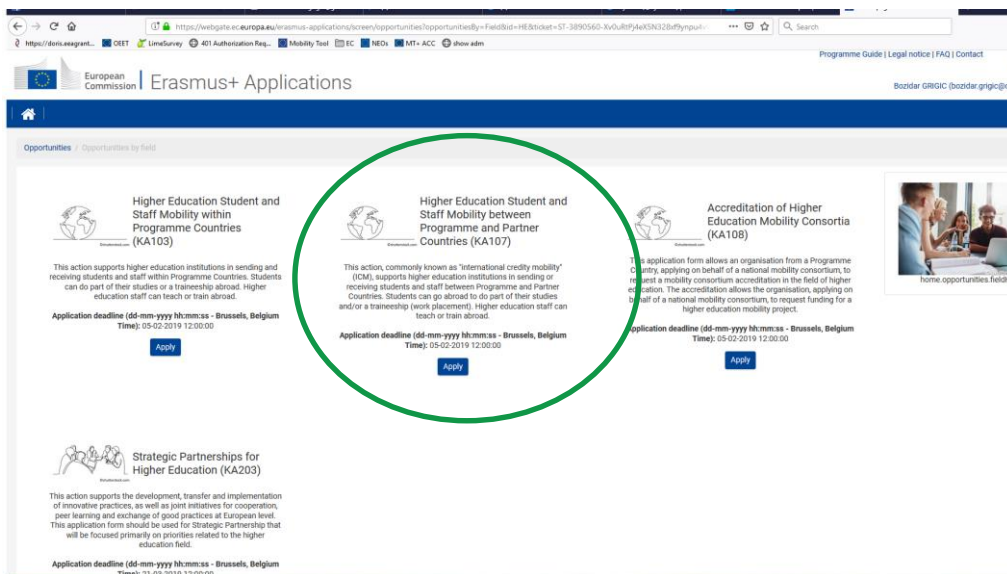 https://webgate.ec.europa.eu/erasmus-applications/screen/opportunities?opportunitiesBy=Field&id=HE&ticket=ST-3890560-
Search
https://doris.easgrant... OEET LimeSurvey 401 Authorization Req... Mobility Tool EC NEOs MT+ ACC show adm
Programme Guide | Legal notice | FAQ | Contact
European
Commission
Erasmus+ Applications
Bozidar GRIGIC (bozidar.grigic@e
Opportunities / Opportunities by field
Higher Education Student and
Staff Mobility within
Programme Countries
(KA103)
This action supports higher education institutions in sending and
receiving students and staff within Programme Countries. Students
can do part of their studies or a traineeship abroad. Higher
education staff can teach or train abroad.
Application deadline (dd-mm-yyyy hh:mm:ss - Brussels, Belgium
Time): 05-02-2019 12:00:00
Apply
Higher Education Student and
Staff Mobility between
Programme and Partner
Countries (KA107)
This action, commonly known as "international credity mobility"
(ICM), supports higher education institutions in sending or
receiving students and staff between Programme and Partner
Countries. Students can go abroad to do part of their studies
and/or a traineeship (work placement). Higher education staff can
teach or train abroad.
Application deadline (dd-mm-yyyy hh:mm:ss - Brussels, Belgium
Time): 05-02-2019 12:00:00
Apply
Accreditation of Higher
Education Mobility Consortia
(KA108)
This application form allows an organisation from a Programme
Country, applying on behalf of a national mobility consortium, to
request a mobility consortium accreditation in the field of higher
education. The accreditation allows the organisation, applying on
behalf of a national mobility consortium, to request funding for a
higher education mobility project.
Application deadline (dd-mm-yyyy hh:mm:ss - Brussels, Belgium
Time): 05-02-2019 12:00:00
Apply
home.opportunities.fields
Strategic Partnerships for
Higher Education (KA203)
This action supports the development, transfer and implementation
of innovative practices, as well as joint initiatives for cooperation,
peer learning and exchange of good practices at European level.
This application form should be used for Strategic Partnership that
will be focused primarily on priorities related to the higher
education field.
Application deadline (dd-mm-yyyy hh:mm:ss - Brussels, Belgium
Time): 21-03-2019 12:00:00